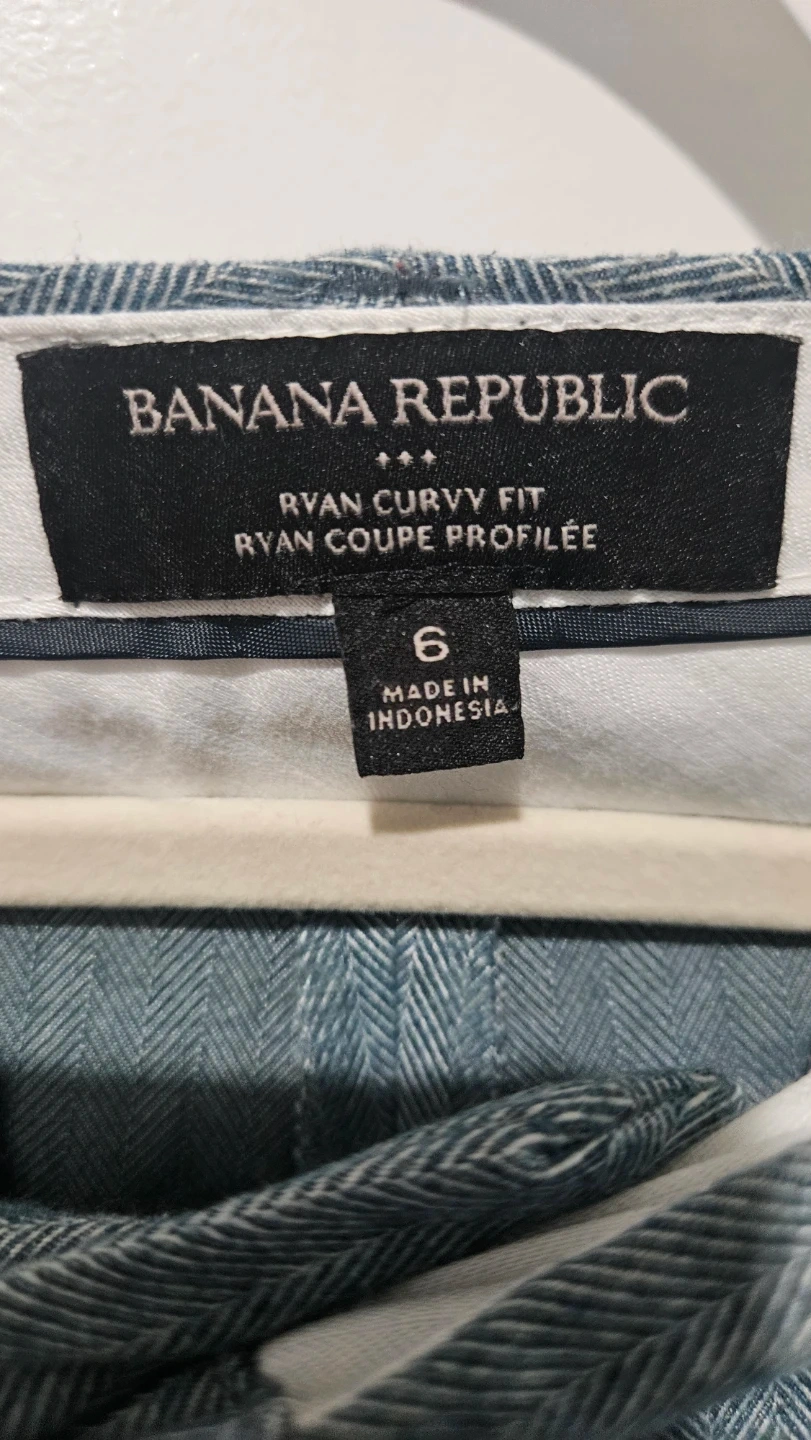 BANANA REPUBLIC
RYAN CURVY FIT
RYAN COUPE PROFILÉE
6
MADE IN
INDONESIA